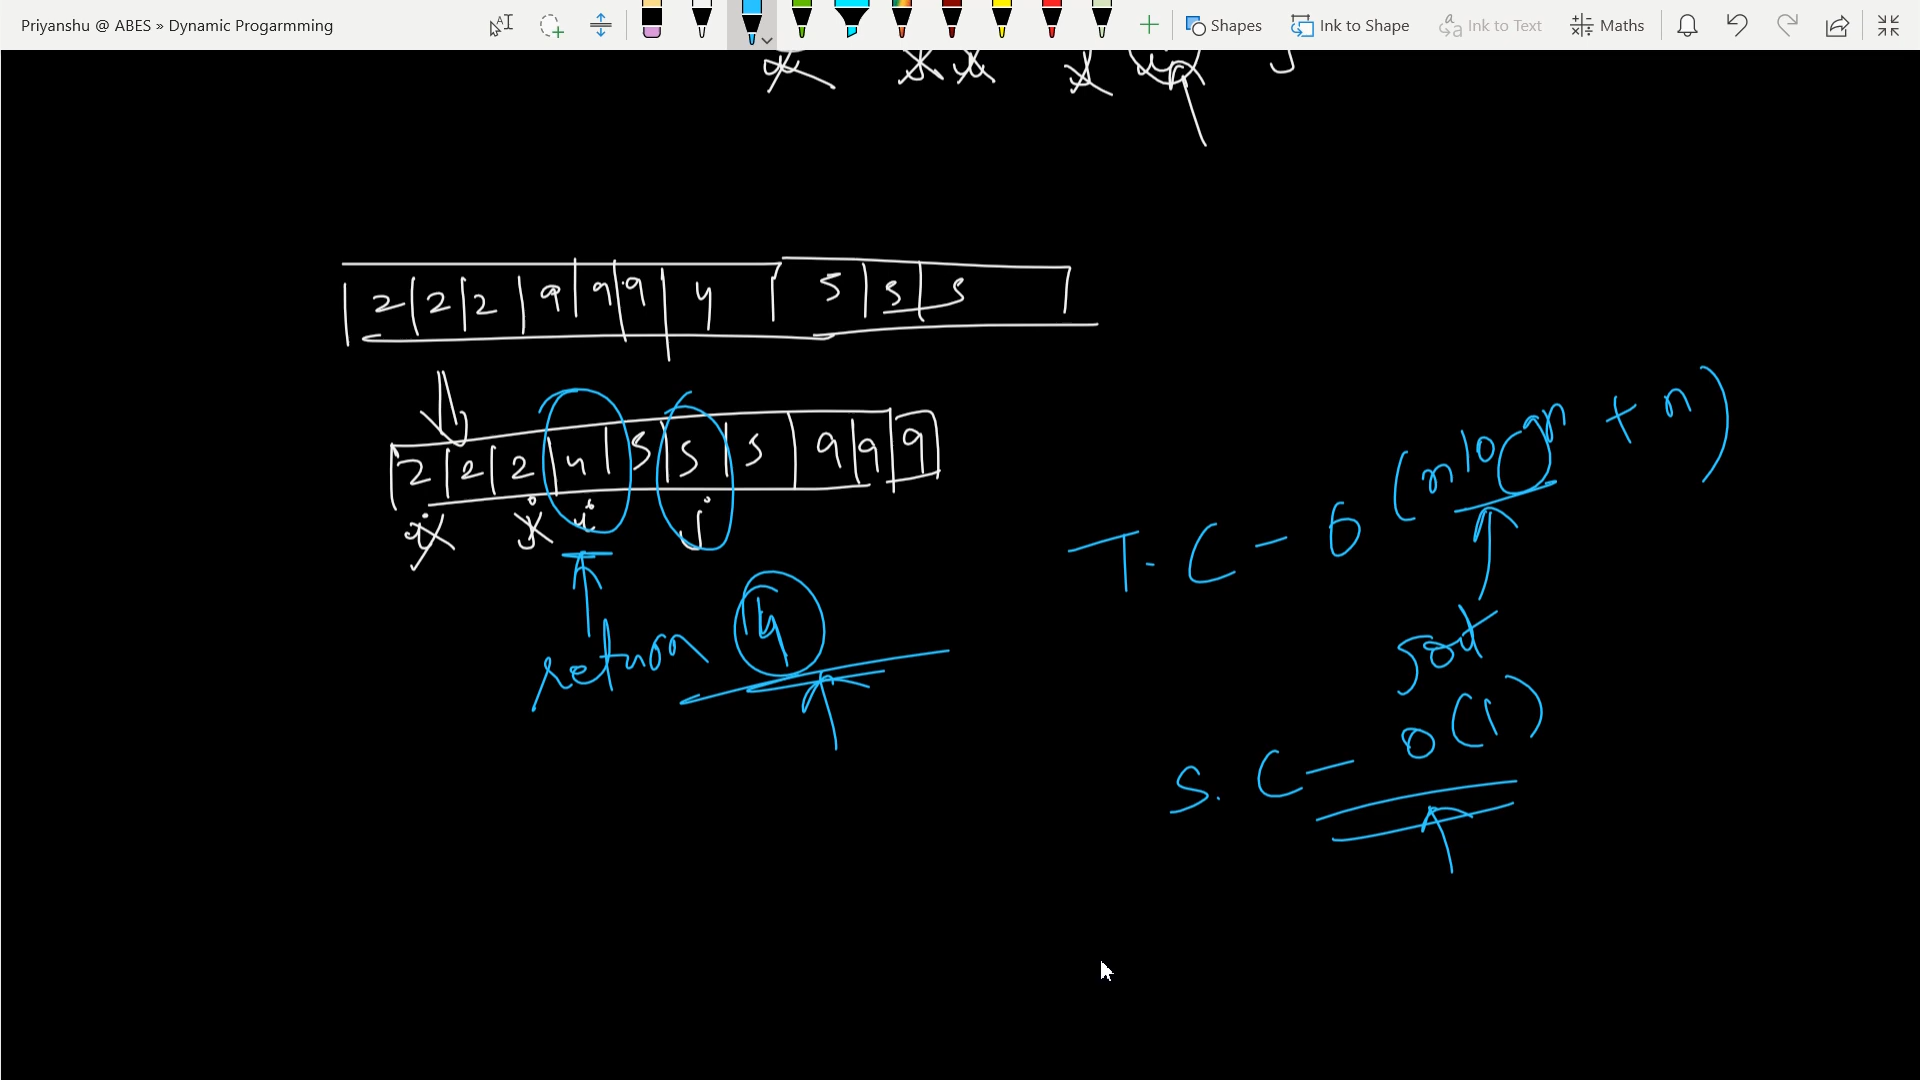 Priyanshu @ ABES » Dynamic Progarmming
Shapes
Ink to Shape
Ink to Text
Maths
2 2 2 9 9 9 4 5 5 5
2 2 2 4 5 5 5 9 9 9
i j i j
return 4
T.C - O(nlogn + n)
sort
S.C - O(1)